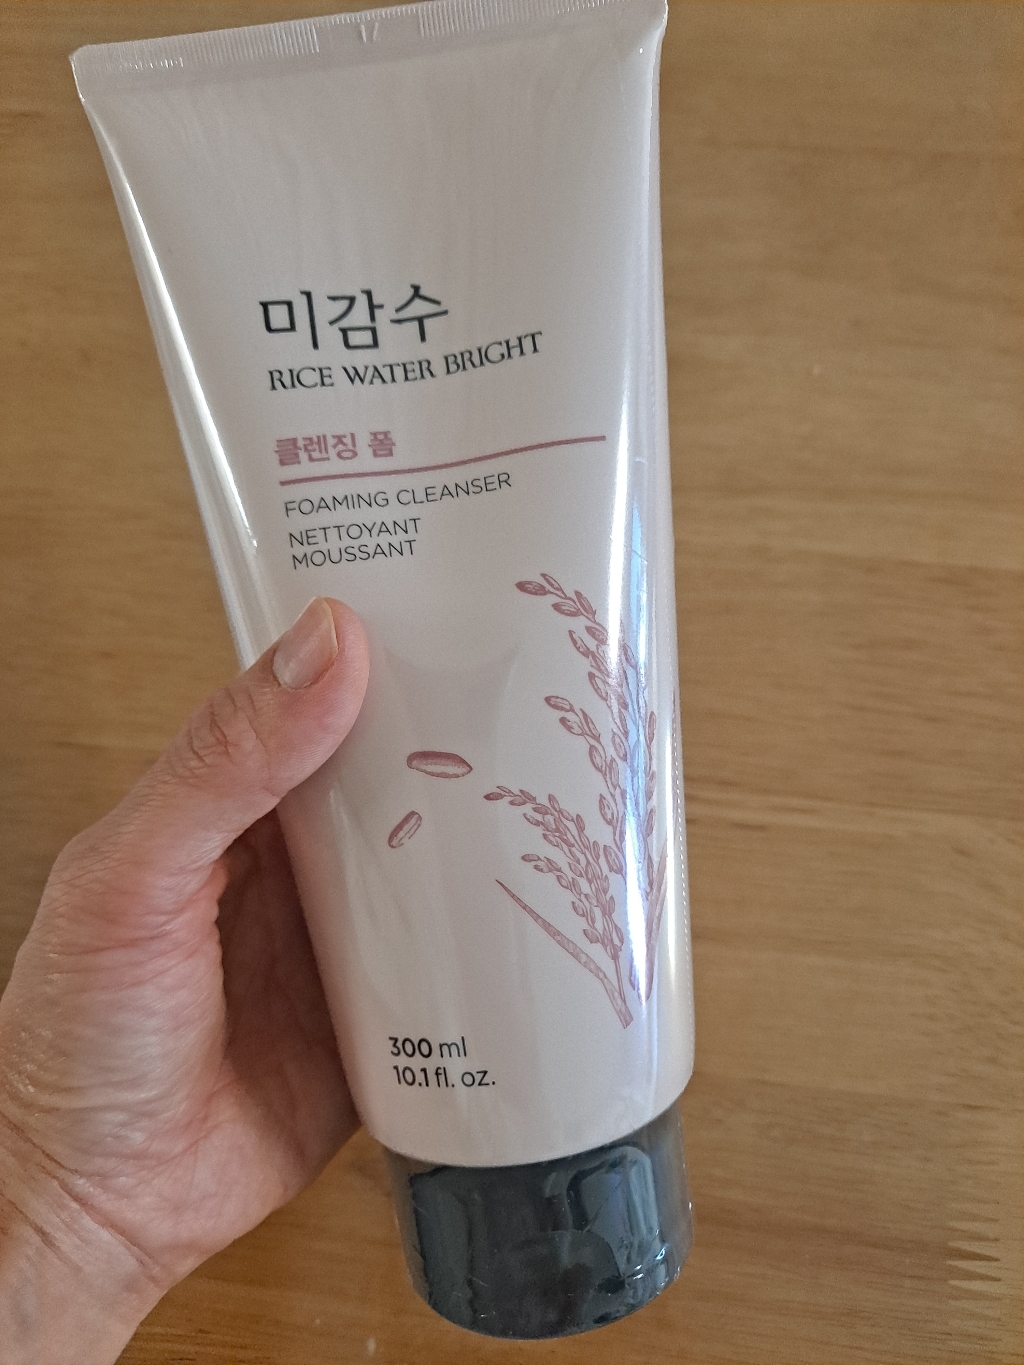 미감수
RICE WATER BRIGHT
클렌징 폼
FOAMING CLEANSER
NETTOYANT
MOUSSANT
300 ml
10.1 fl. oz.